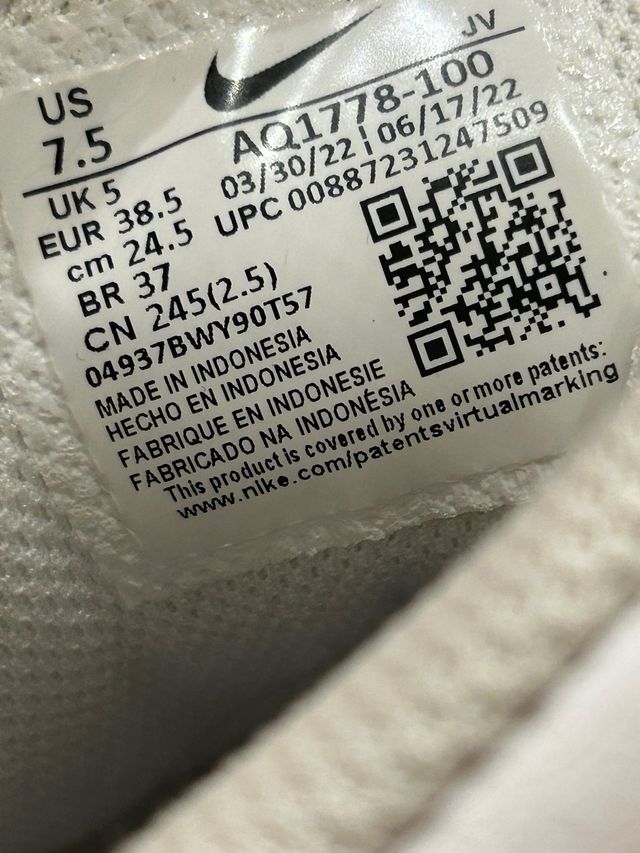 JV
US
7.5
AQ1778-100
03/30/22 | 06/17/22
UPC 00887231247509
UK 5
EUR 38.5
cm 24.5
BR 37
CN 245(2.5)
04937BWY90T57
MADE IN INDONESIA
HECHO EN INDONESIA
FABRIQUE EN INDONESIE
FABRICADO NA INDONÉSIA
This product is covered by one or more patents:
www.nike.com/patentsvirtualmarking